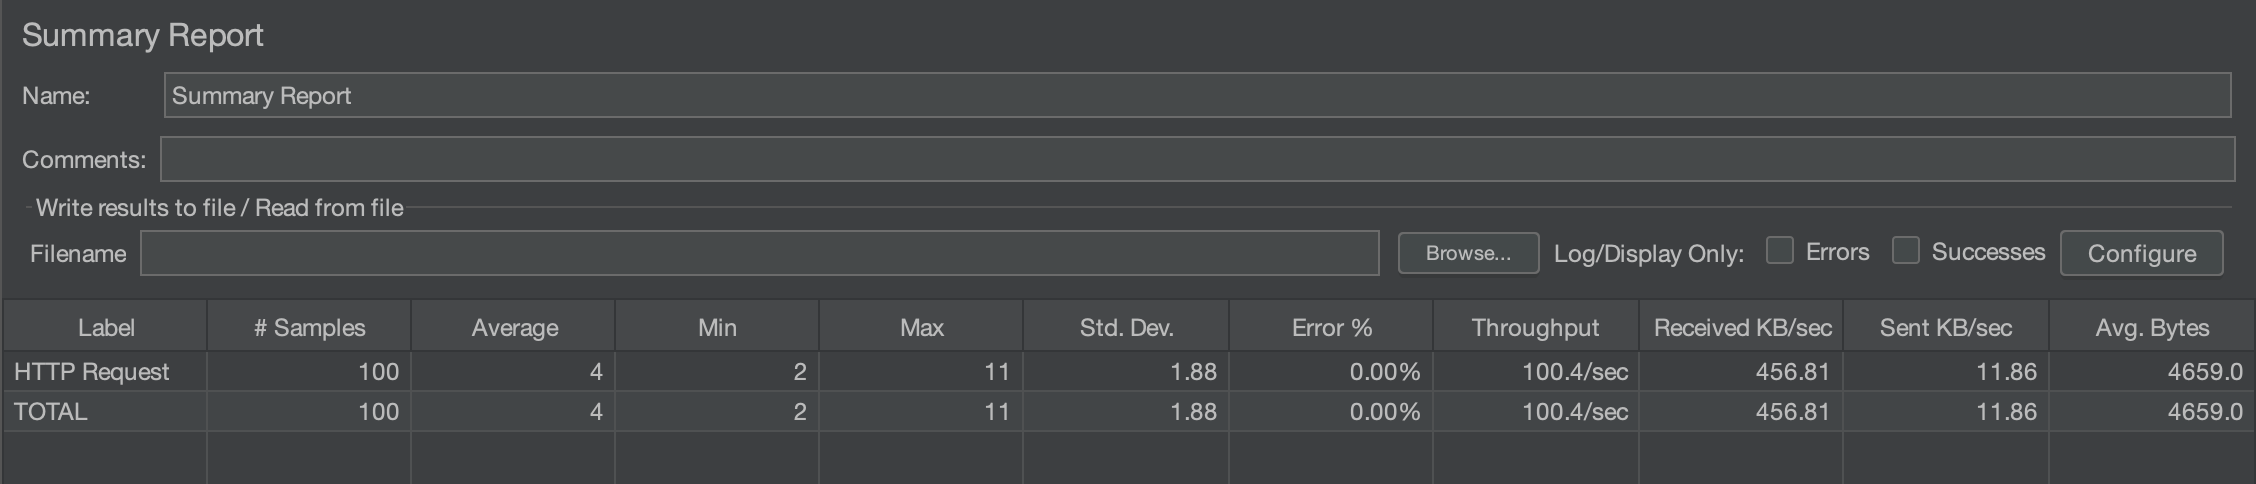 Summary Report
Name: Summary Report
Comments:
Write results to file / Read from file
Filename Browse... Log/Display Only: Errors Successes Configure
Label # Samples Average Min Max Std. Dev. Error % Throughput Received KB/sec Sent KB/sec Avg. Bytes
HTTP Request 100 4 2 11 1.88 0.00% 100.4/sec 456.81 11.86 4659.0
TOTAL 100 4 2 11 1.88 0.00% 100.4/sec 456.81 11.86 4659.0